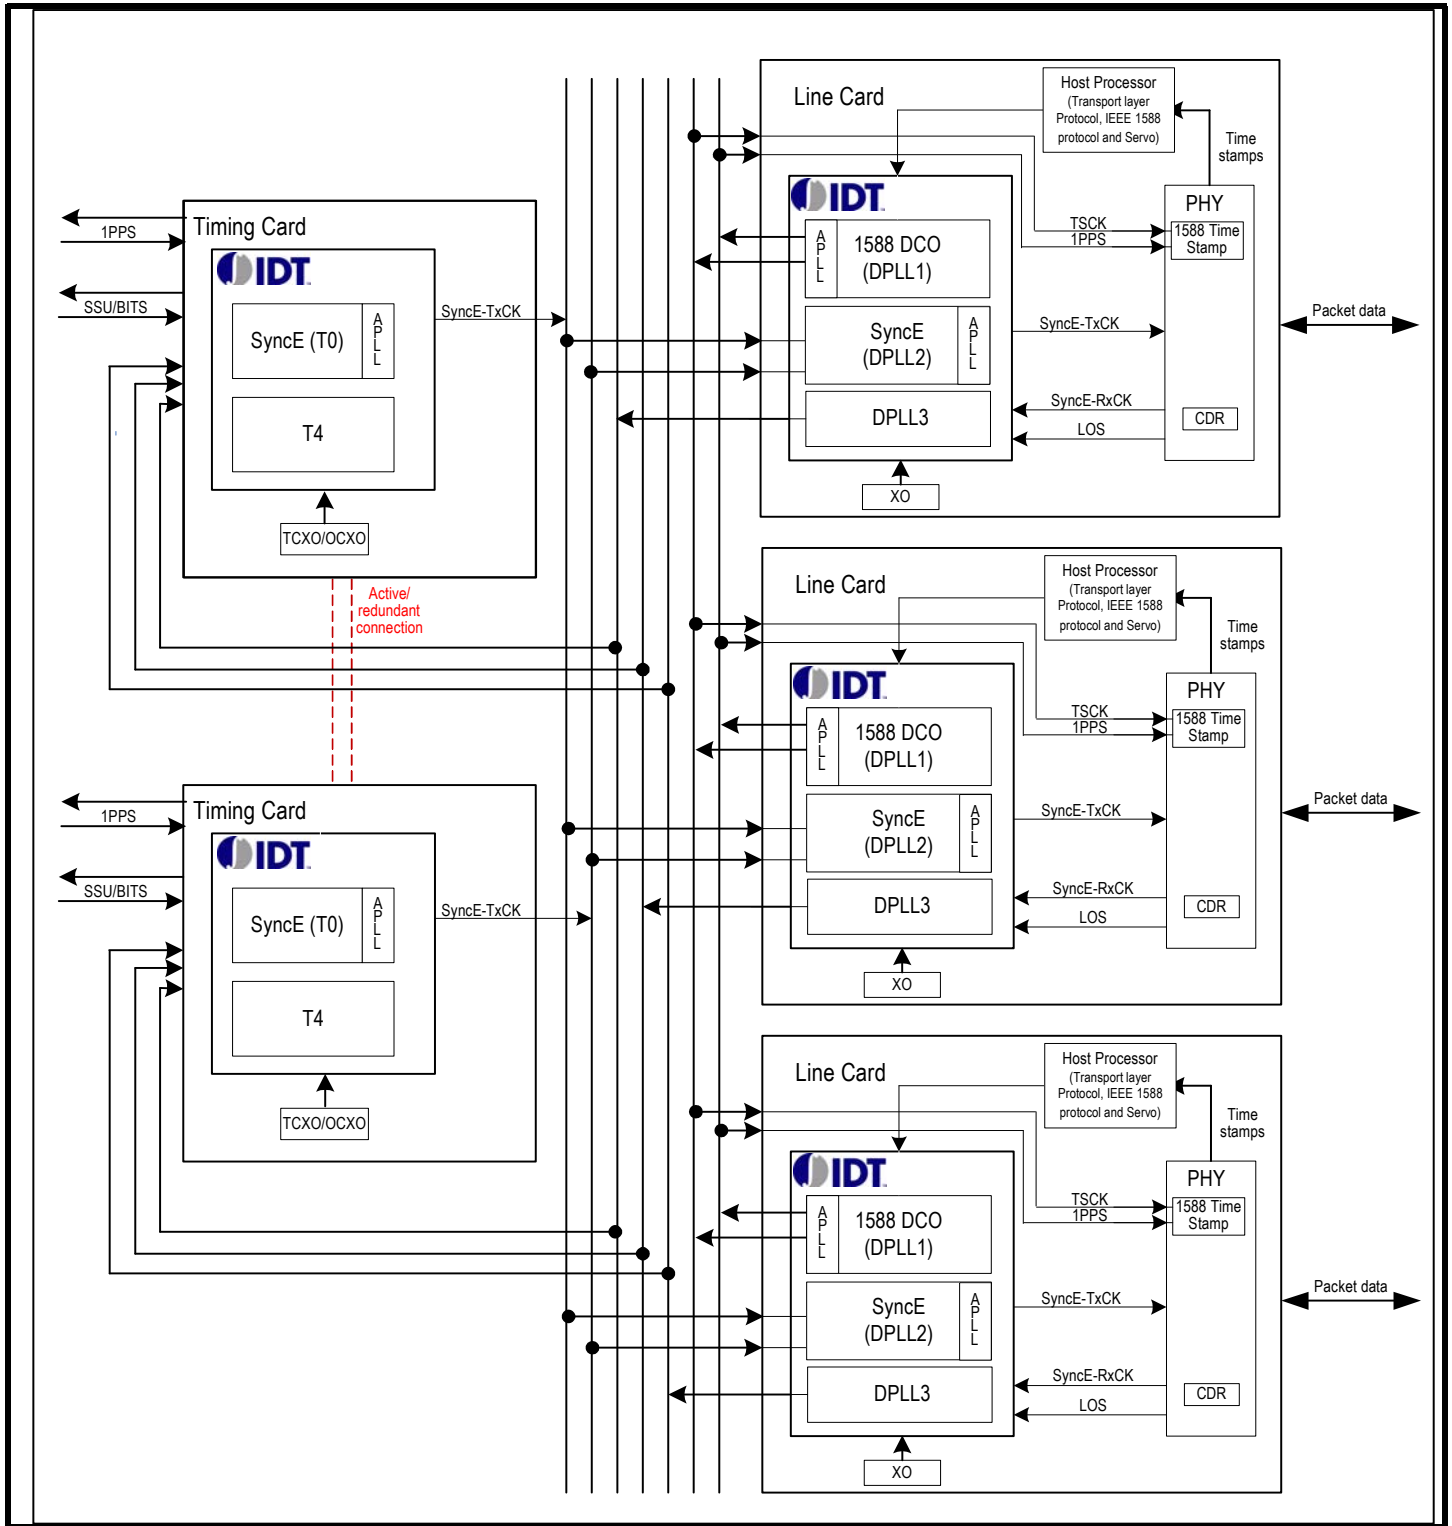 Timing Card
1PPS
SSU/BITS
IDT
SyncE (T0)
APLL
T4
TCXO/OCXO
SyncE-TxCK
Active/
redundant
connection
Timing Card
1PPS
SSU/BITS
IDT
SyncE (T0)
APLL
T4
TCXO/OCXO
SyncE-TxCK
Line Card
Host Processor
(Transport layer
Protocol, IEEE 1588
protocol and Servo)
Time
stamps
IDT
APLL
1588 DCO
(DPLL1)
SyncE
(DPLL2)
APLL
DPLL3
XO
TSCK
1PPS
SyncE-TxCK
SyncE-RxCK
LOS
PHY
1588 Time
Stamp
CDR
Packet data
Line Card
Host Processor
(Transport layer
Protocol, IEEE 1588
protocol and Servo)
Time
stamps
IDT
APLL
1588 DCO
(DPLL1)
SyncE
(DPLL2)
APLL
DPLL3
XO
TSCK
1PPS
SyncE-TxCK
SyncE-RxCK
LOS
PHY
1588 Time
Stamp
CDR
Packet data
Line Card
Host Processor
(Transport layer
Protocol, IEEE 1588
protocol and Servo)
Time
stamps
IDT
APLL
1588 DCO
(DPLL1)
SyncE
(DPLL2)
APLL
DPLL3
XO
TSCK
1PPS
SyncE-TxCK
SyncE-RxCK
LOS
PHY
1588 Time
Stamp
CDR
Packet data